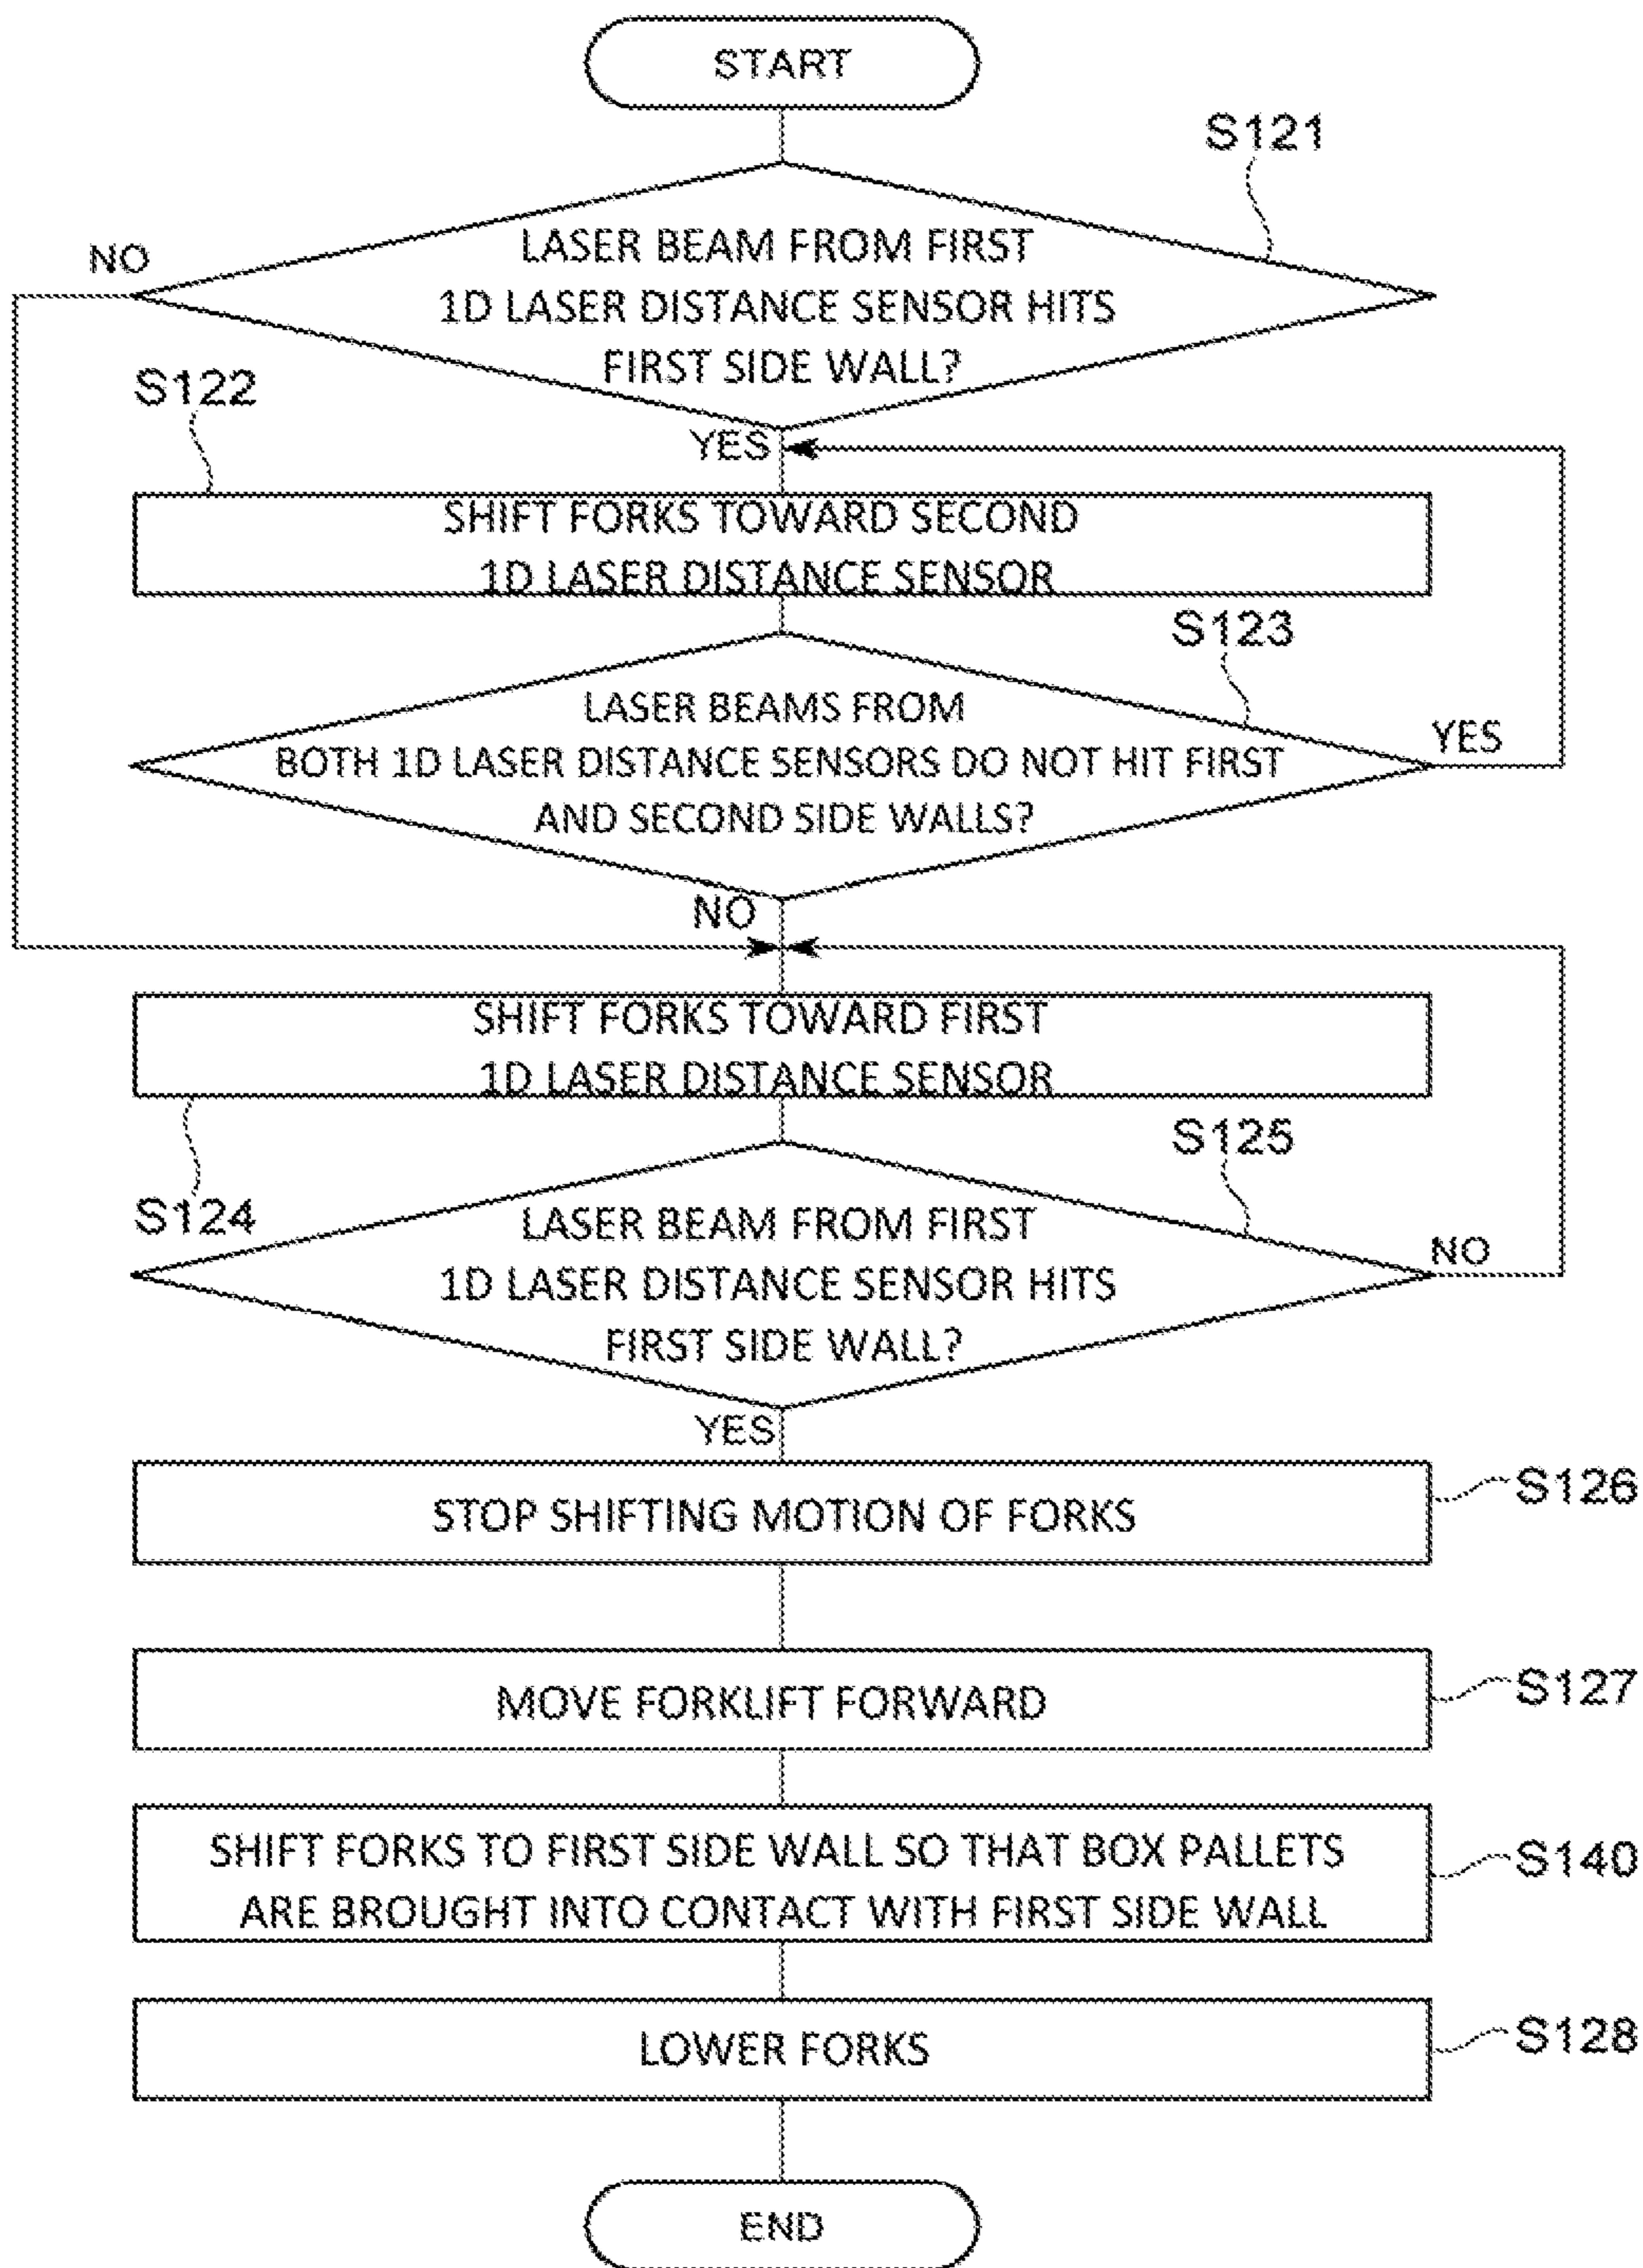 START
S121
NO
LASER BEAM FROM FIRST
1D LASER DISTANCE SENSOR HITS
FIRST SIDE WALL?
S122
YES
SHIFT FORKS TOWARD SECOND
1D LASER DISTANCE SENSOR
S123
LASER BEAMS FROM
BOTH 1D LASER DISTANCE SENSORS DO NOT HIT FIRST
AND SECOND SIDE WALLS?
YES
NO
SHIFT FORKS TOWARD FIRST
1D LASER DISTANCE SENSOR
S124
S125
LASER BEAM FROM FIRST
1D LASER DISTANCE SENSOR HITS
FIRST SIDE WALL?
NO
YES
STOP SHIFTING MOTION OF FORKS
S126
MOVE FORKLIFT FORWARD
S127
SHIFT FORKS TO FIRST SIDE WALL SO THAT BOX PALLETS
ARE BROUGHT INTO CONTACT WITH FIRST SIDE WALL
S140
LOWER FORKS
S128
END